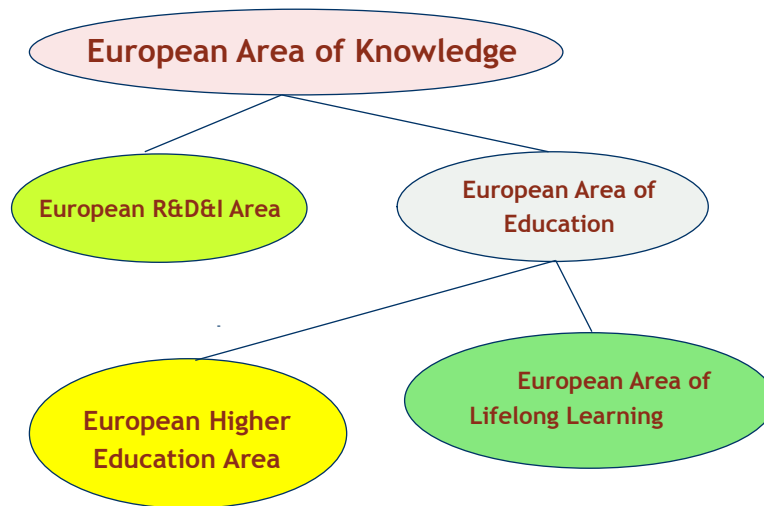 European Area of Knowledge
European R&D&I Area
European Area of
Education
European Higher
Education Area
European Area of
Lifelong Learning